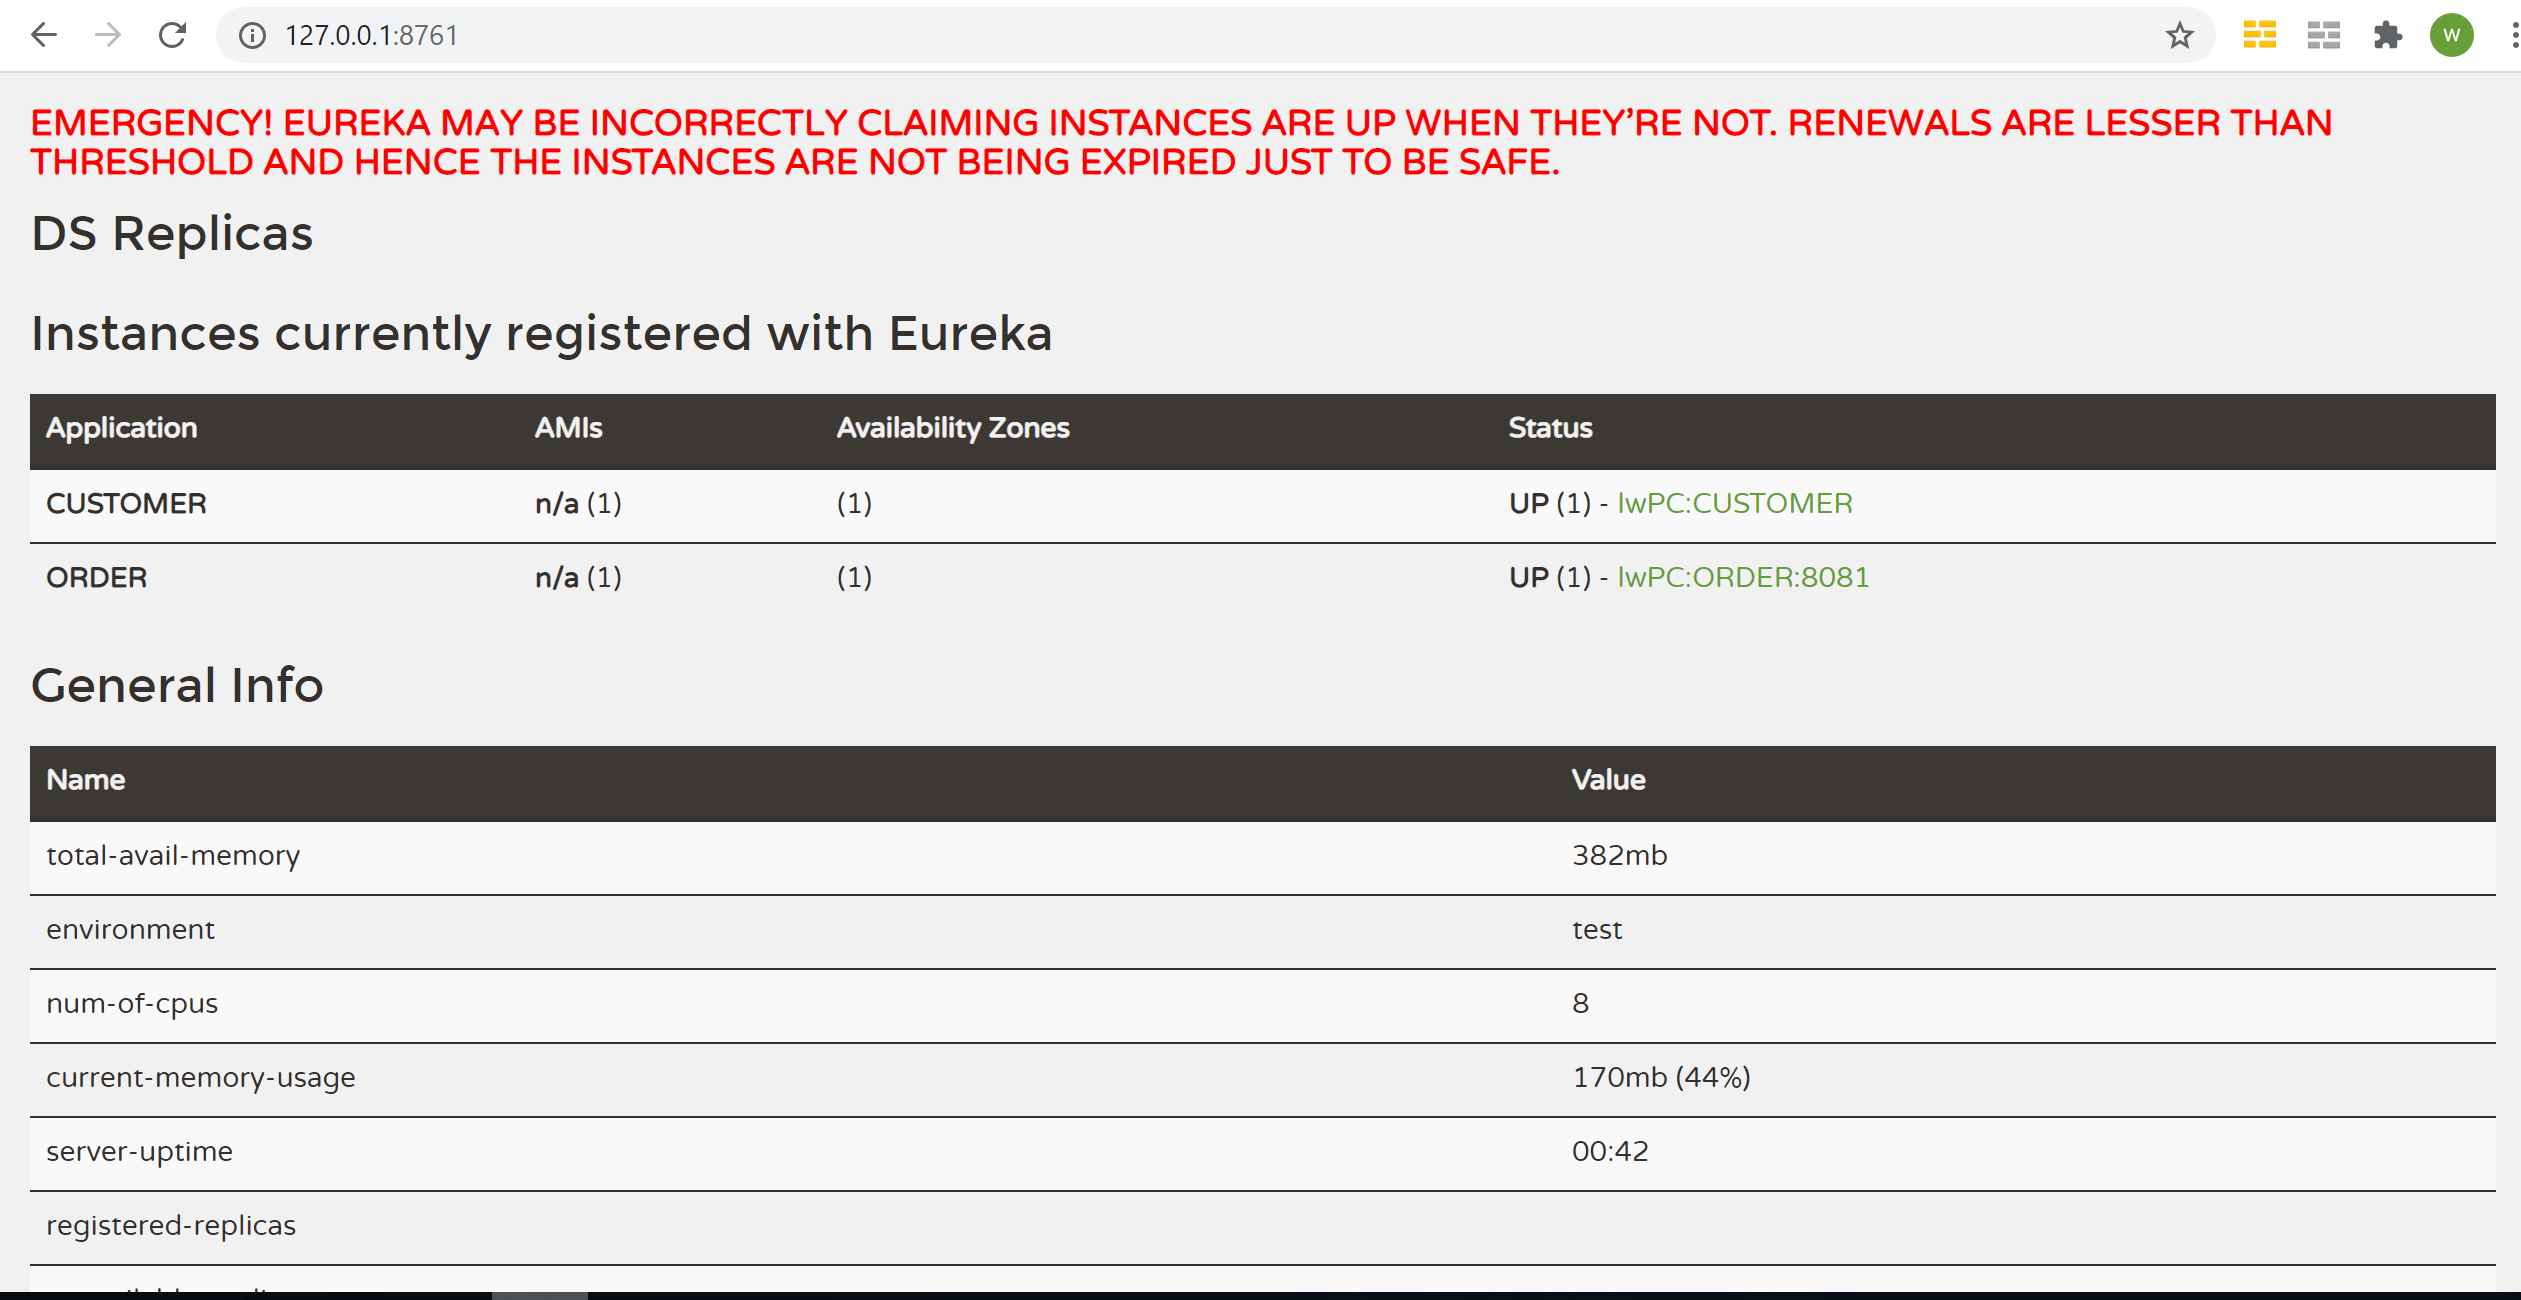 127.0.0.1:8761
W
EMERGENCY! EUREKA MAY BE INCORRECTLY CLAIMING INSTANCES ARE UP WHEN THEY’RE NOT. RENEWALS ARE LESSER THAN
THRESHOLD AND HENCE THE INSTANCES ARE NOT BEING EXPIRED JUST TO BE SAFE.
DS Replicas
Instances currently registered with Eureka
Application AMIs Availability Zones Status
CUSTOMER n/a (1) (1) UP (1) - lwPC:CUSTOMER
ORDER n/a (1) (1) UP (1) - lwPC:ORDER:8081
General Info
Name Value
total-avail-memory 382mb
environment test
num-of-cpus 8
current-memory-usage 170mb (44%)
server-uptime 00:42
registered-replicas